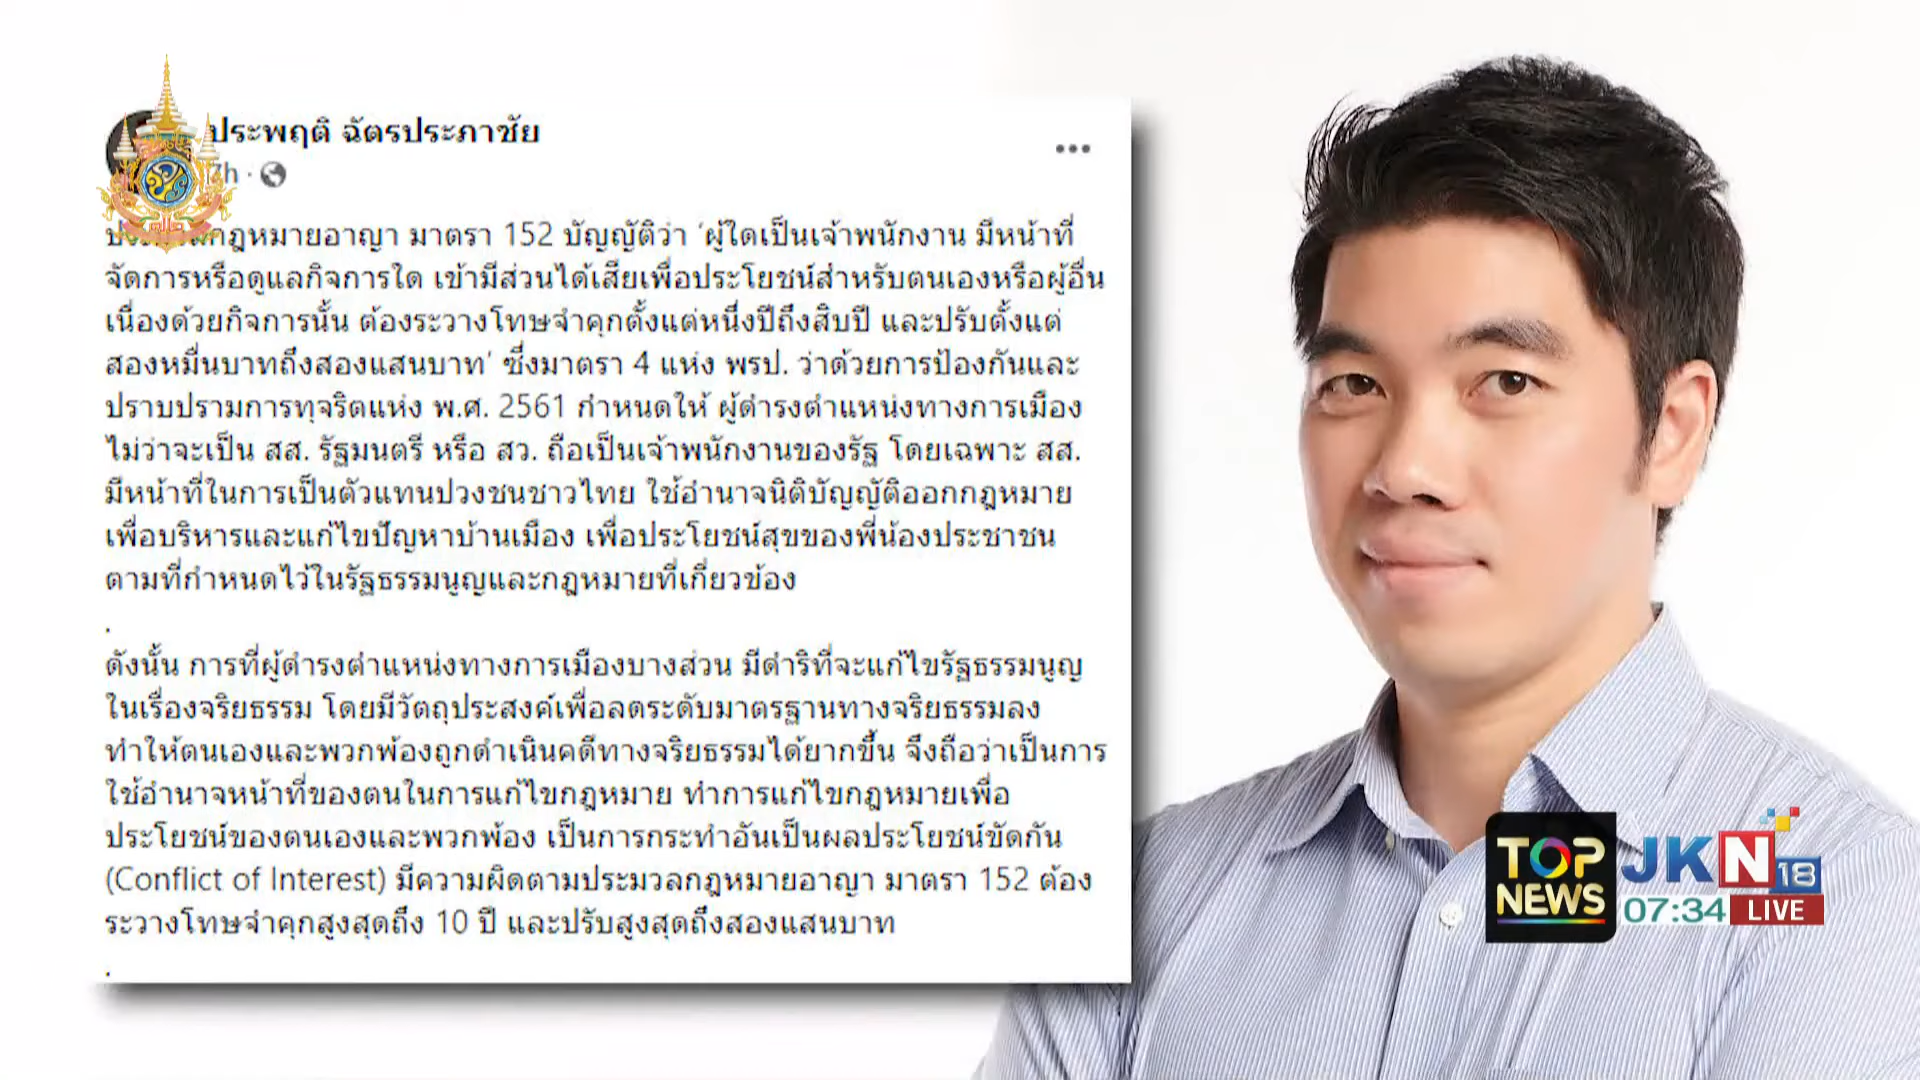 ประพฤติ ฉัตรประภาชัย
7h ·
กฎหมายอาญา มาตรา 152 บัญญัติว่า ‘ผู้ใดเป็นเจ้าพนักงาน มีหน้าที่
จัดการหรือดูแลกิจการใด เข้ามีส่วนได้เสียเพื่อประโยชน์สำหรับตนเองหรือผู้อื่น
เนื่องด้วยกิจการนั้น ต้องระวางโทษจำคุกตั้งแต่หนึ่งปีถึงสิบปี และปรับตั้งแต่
สองหมื่นบาทถึงสองแสนบาท’ ซึ่งมาตรา 4 แห่ง พรป. ว่าด้วยการป้องกันและ
ปราบปรามการทุจริตแห่ง พ.ศ. 2561 กำหนดให้ ผู้ดำรงตำแหน่งทางการเมือง
ไม่ว่าจะเป็น สส. รัฐมนตรี หรือ สว. ถือเป็นเจ้าพนักงานของรัฐ โดยเฉพาะ สส.
มีหน้าที่ในการเป็นตัวแทนปวงชนชาวไทย ใช้อำนาจนิติบัญญัติออกกฎหมาย
เพื่อบริหารและแก้ไขปัญหาบ้านเมือง เพื่อประโยชน์สุขของพี่น้องประชาชน
ตามที่กำหนดไว้ในรัฐธรรมนูญและกฎหมายที่เกี่ยวข้อง
.
ดังนั้น การที่ผู้ดำรงตำแหน่งทางการเมืองบางส่วน มีดำริที่จะแก้ไขรัฐธรรมนูญ
ในเรื่องจริยธรรม โดยมีวัตถุประสงค์เพื่อลดระดับมาตรฐานทางจริยธรรมลง
ทำให้ตนเองและพวกพ้องถูกดำเนินคดีทางจริยธรรมได้ยากขึ้น จึงถือว่าเป็นการ
ใช้อำนาจหน้าที่ของตนในการแก้ไขกฎหมาย ทำการแก้ไขกฎหมายเพื่อ
ประโยชน์ของตนเองและพวกพ้อง เป็นการกระทำอันเป็นผลประโยชน์ขัดกัน
(Conflict of Interest) มีความผิดตามประมวลกฎหมายอาญา มาตรา 152 ต้อง
ระวางโทษจำคุกสูงสุดถึง 10 ปี และปรับสูงสุดถึงสองแสนบาท
.
TOP NEWS
JKN18
07:34 LIVE